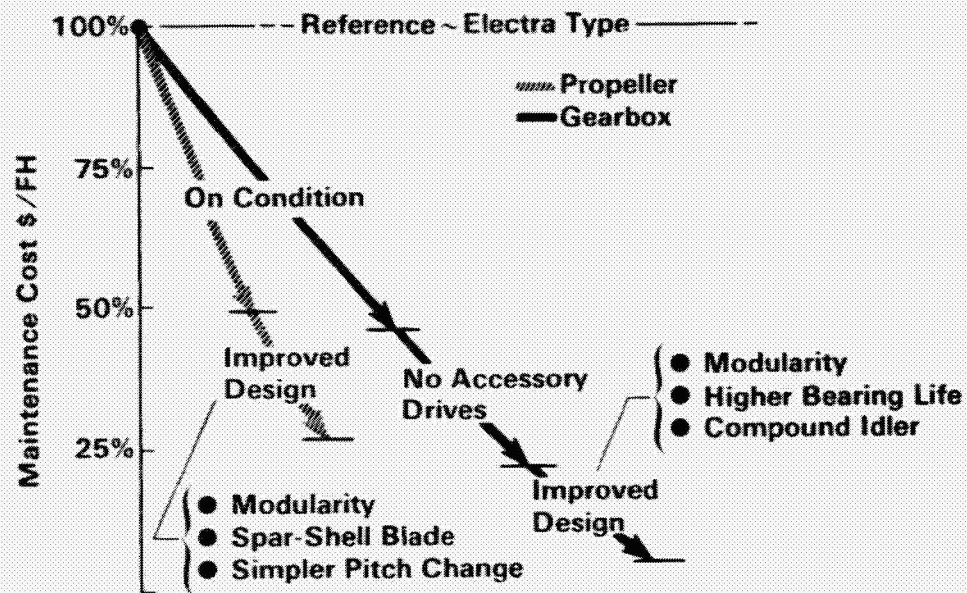 100%
Reference ~ Electra Type
Propeller
Gearbox
75%
On Condition
Maintenance Cost $/FH
50%
Improved
Design
No Accessory
Drives
Modularity
Higher Bearing Life
Compound Idler
25%
Improved
Design
Modularity
Spar-Shell Blade
Simpler Pitch Change